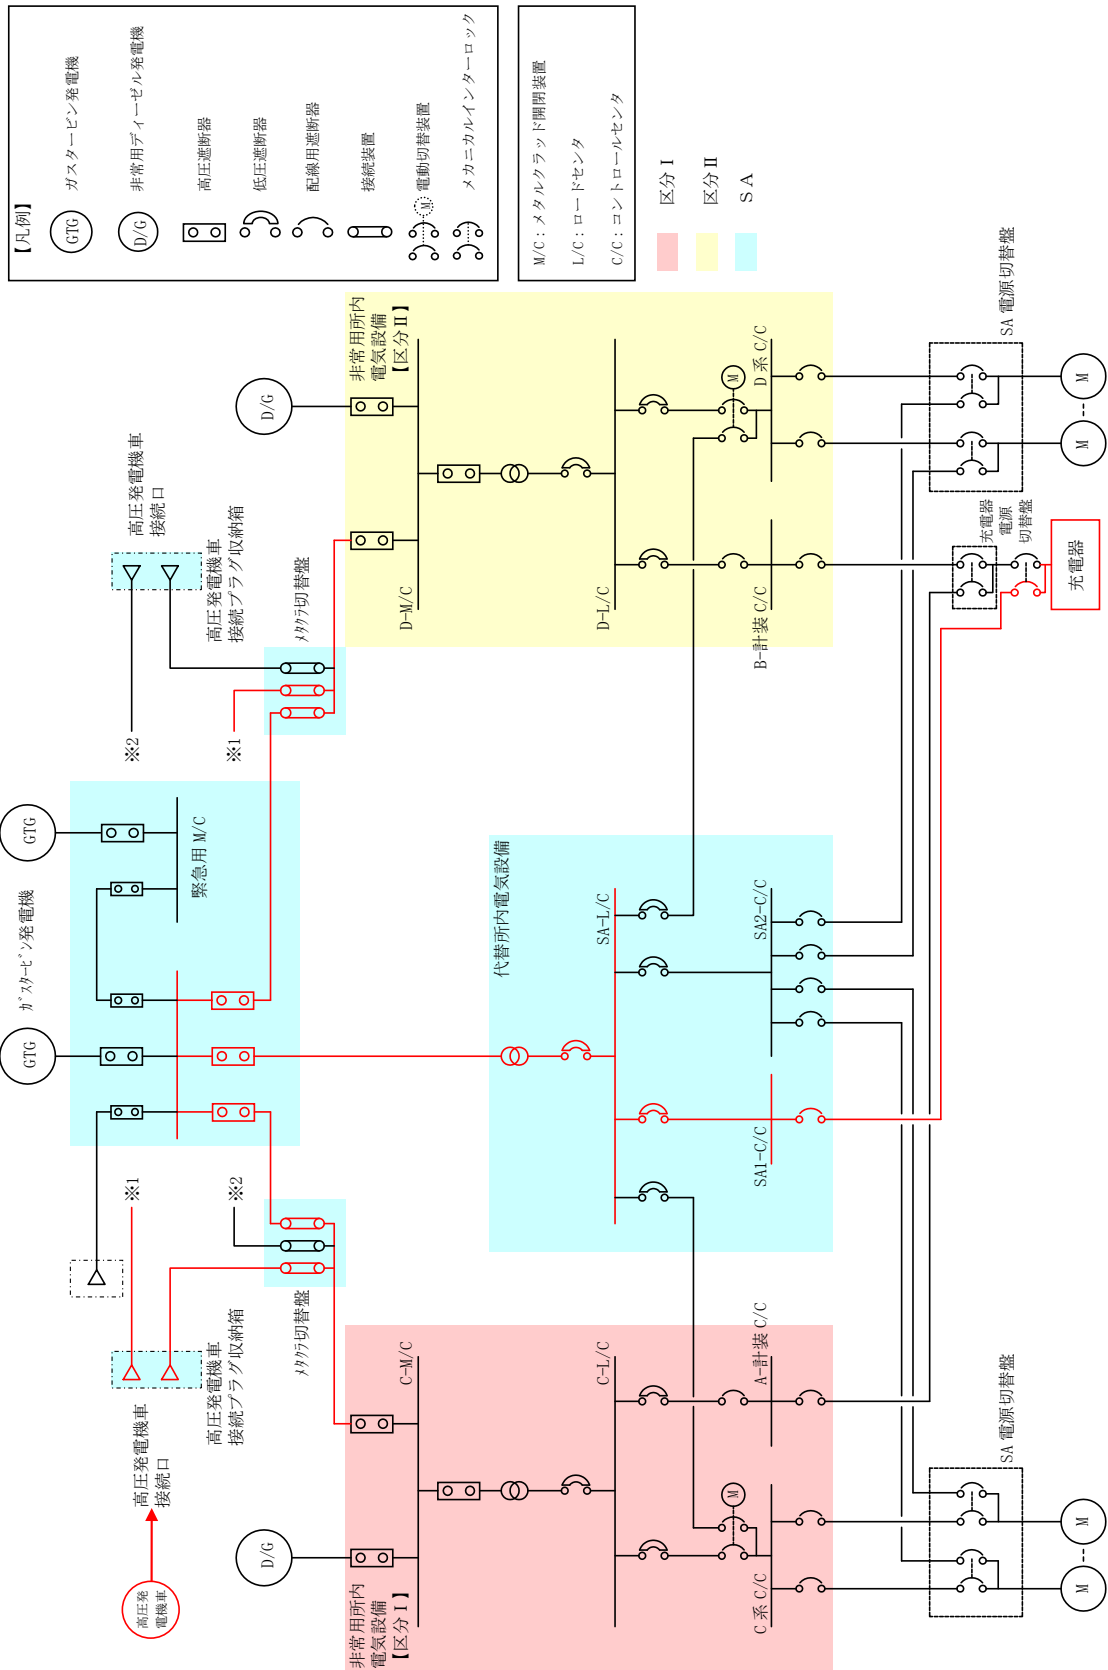 【凡例】
GTG
ガスタービン発電機
D/G
非常用ディーゼル発電機
高圧遮断器
低圧遮断器
配線用遮断器
接続装置
M
電動切替装置
メカニカルインターロック
M/C：メタルクラッド開閉装置
L/C：ロードセンタ
C/C：コントロールセンタ
区分Ⅰ
区分Ⅱ
ＳＡ
GTG
ｶﾞｽﾀｰﾋﾞﾝ発電機
GTG
緊急用 M/C
高圧発電機車
接続口
高圧発電機車
接続プラグ収納箱
ﾒﾀｸﾗ切替盤
※2
※1
D/G
非常用所内
電気設備
【区分Ⅱ】
D-M/C
D-L/C
M
D 系 C/C
B-計装 C/C
SA 電源切替盤
M
M
充電器
電源
切替盤
充電器
代替所内電気設備
SA-L/C
SA2-C/C
SA1-C/C
※1
※2
高圧発電機車
接続口
高圧発電機車
接続プラグ収納箱
ﾒﾀｸﾗ切替盤
高圧発
電機車
D/G
非常用所内
電気設備
【区分Ⅰ】
C-M/C
C-L/C
A-計装 C/C
M
C 系 C/C
SA 電源切替盤
M
M